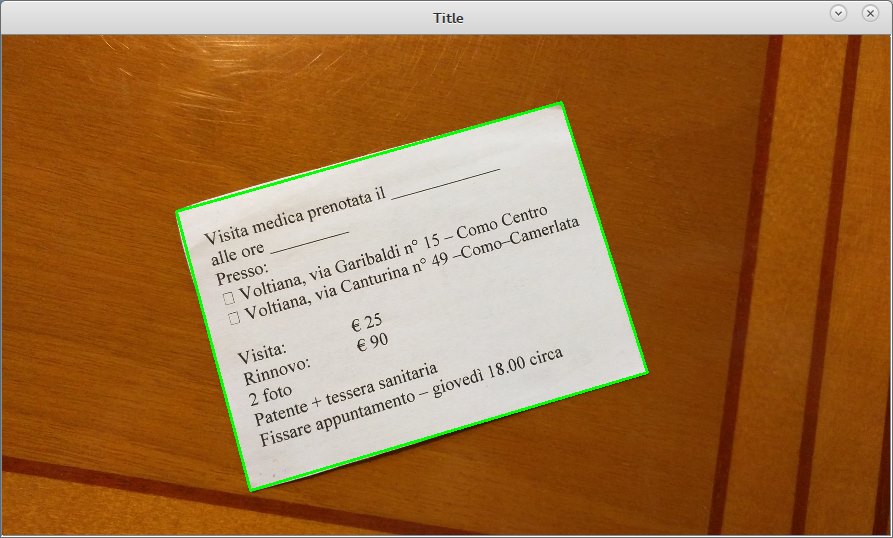 Title
Visita medica prenotata il ____________
alle ore _________
Presso:
□ Voltiana, via Garibaldi n° 15 – Como Centro
□ Voltiana, via Canturina n° 49 –Como–Camerlata
Visita: € 25
Rinnovo: € 90
2 foto
Patente + tessera sanitaria
Fissare appuntamento – giovedì 18.00 circa